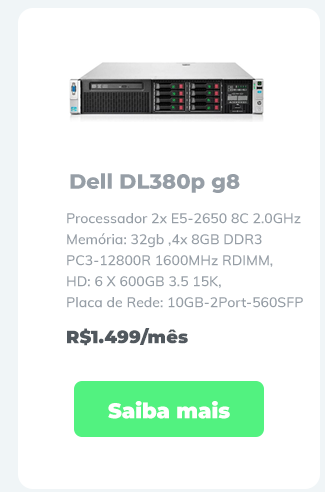 Dell DL380p g8
Processador 2x E5-2650 8C 2.0GHz
Memória: 32gb ,4x 8GB DDR3
PC3-12800R 1600MHz RDIMM,
HD: 6 X 600GB 3.5 15K,
Placa de Rede: 10GB-2Port-560SFP
R$1.499/mês
Saiba mais